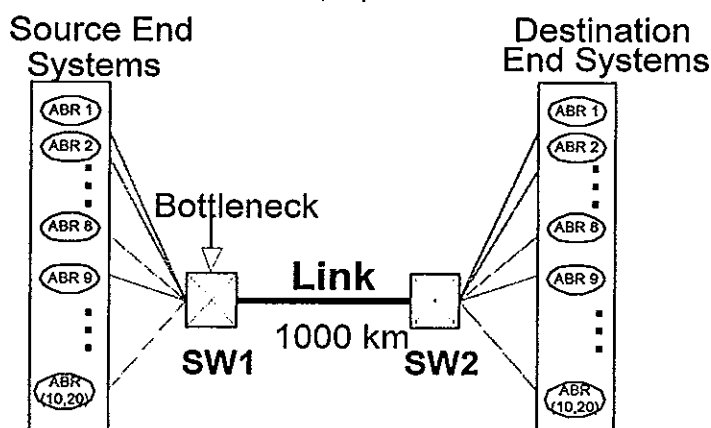 Source End
Systems
Destination
End Systems
ABR 1
ABR 2
ABR 8
ABR 9
ABR
(10,20)
Bottleneck
Link
1000 km
SW1
SW2
ABR 1
ABR 2
ABR 8
ABR 9
ABR
(10,20)